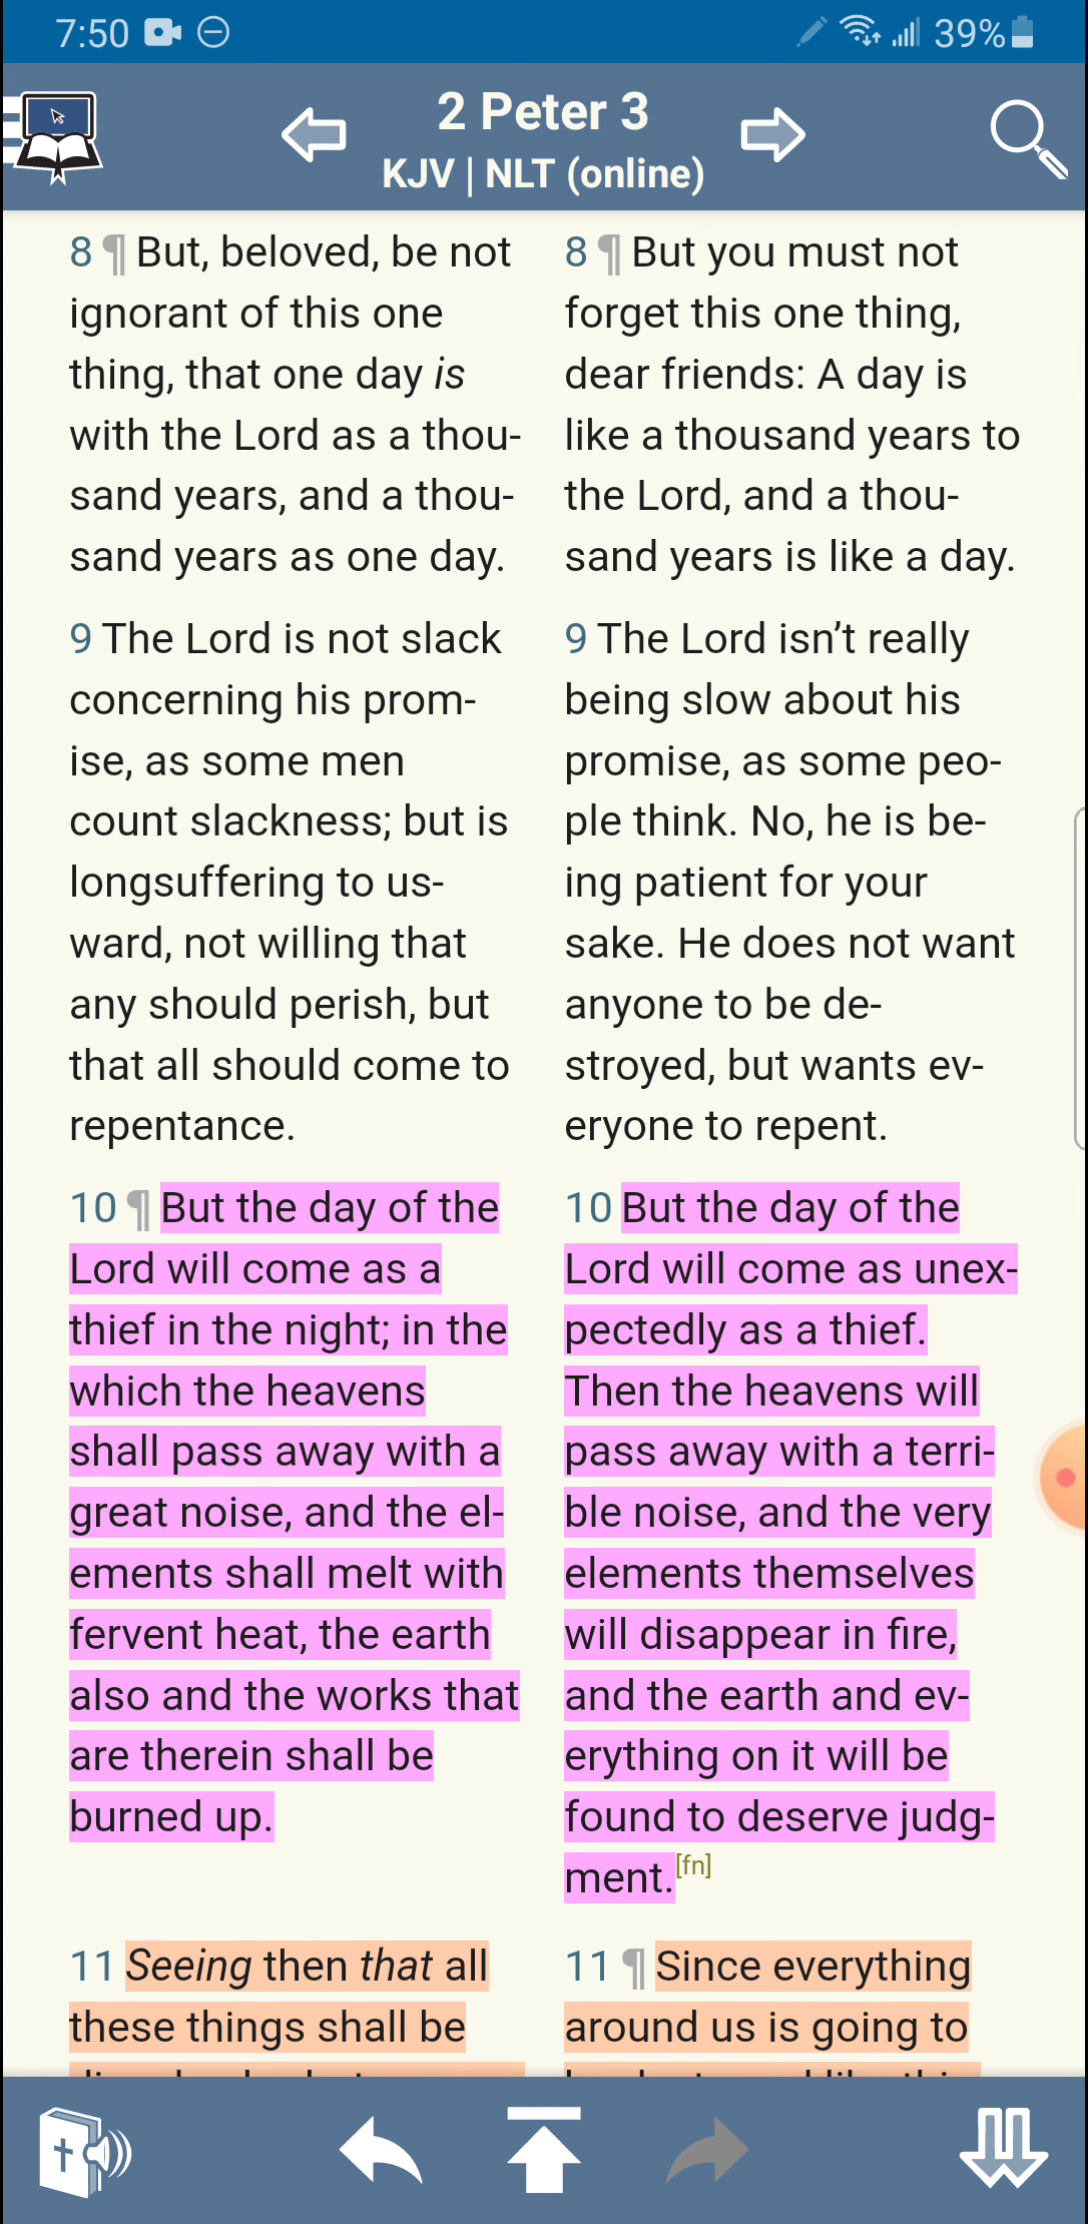 7:50
39%
2 Peter 3
KJV | NLT (online)
8 ¶ But, beloved, be not
ignorant of this one
thing, that one day is
with the Lord as a thou-
sand years, and a thou-
sand years as one day.
9 The Lord is not slack
concerning his prom-
ise, as some men
count slackness; but is
longsuffering to us-
ward, not willing that
any should perish, but
that all should come to
repentance.
10 ¶ But the day of the
Lord will come as a
thief in the night; in the
which the heavens
shall pass away with a
great noise, and the el-
ements shall melt with
fervent heat, the earth
also and the works that
are therein shall be
burned up.
11 Seeing then that all
these things shall be
8 ¶ But you must not
forget this one thing,
dear friends: A day is
like a thousand years to
the Lord, and a thou-
sand years is like a day.
9 The Lord isn’t really
being slow about his
promise, as some peo-
ple think. No, he is be-
ing patient for your
sake. He does not want
anyone to be de-
stroyed, but wants ev-
eryone to repent.
10 But the day of the
Lord will come as unex-
pectedly as a thief.
Then the heavens will
pass away with a terri-
ble noise, and the very
elements themselves
will disappear in fire,
and the earth and ev-
erything on it will be
found to deserve judg-
ment.[fn]
11 ¶ Since everything
around us is going to